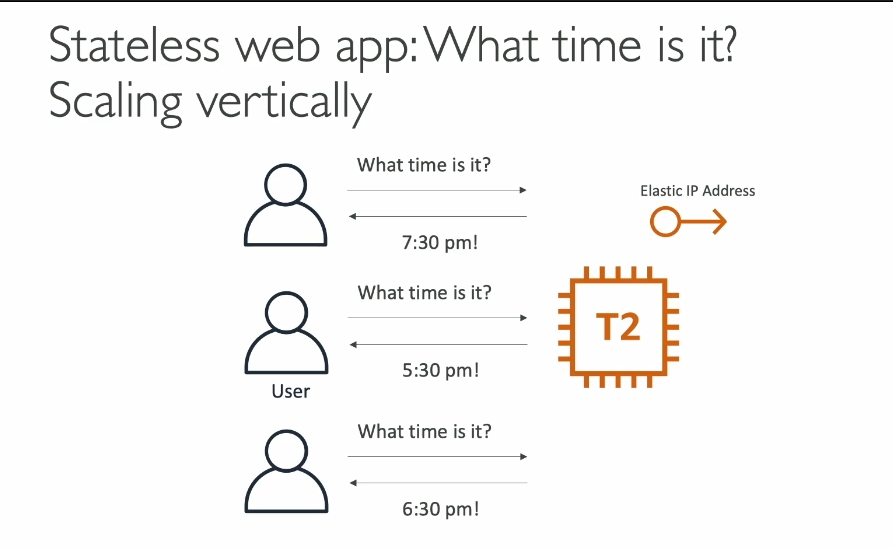 Stateless web app: What time is it?
Scaling vertically
What time is it?
Elastic IP Address
7:30 pm!
What time is it?
T2
5:30 pm!
User
What time is it?
6:30 pm!